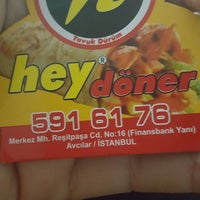 Tavuk Dürüm
hey® döner
591 61 76
Merkez Mh. Reşitpaşa Cd. No:16 (Finansbank Yanı)
Avcılar / İSTANBUL